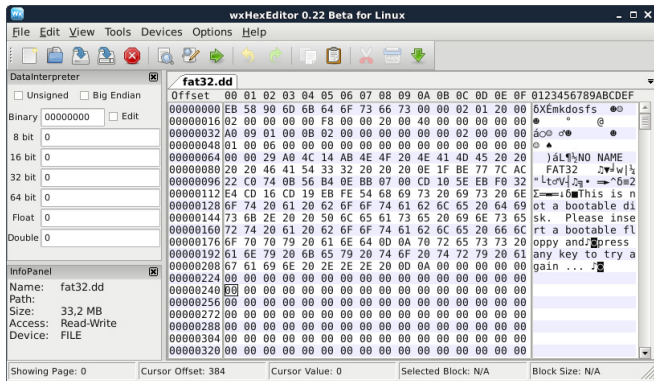 wxHexEditor 0.22 Beta for Linux
File Edit View Tools Devices Options Help
DataInterpreter
Unsigned Big Endian
Binary 00000000 Edit
8 bit 0
16 bit 0
32 bit 0
64 bit 0
Float 0
Double 0
InfoPanel
Name: fat32.dd
Path:
Size: 33,2 MB
Access: Read-Write
Device: FILE
fat32.dd
Offset 00 01 02 03 04 05 06 07 08 09 0A 0B 0C 0D 0E 0F 0123456789ABCDEF
00000000 EB 58 90 6D 6B 64 6F 73 66 73 00 00 02 01 20 00 δXÉmkdosfs ☻☺
00000016 02 00 00 00 00 F8 00 00 20 00 40 00 00 00 00 00 ☻ ° @
00000032 A0 09 01 00 0B 02 00 00 00 00 00 00 02 00 00 00 á○☺ ♂☻ ☻
00000048 01 00 06 00 00 00 00 00 00 00 00 00 00 00 00 00 ☺ ♠
00000064 00 00 29 A0 4C 14 AB 4E 4F 20 4E 41 4D 45 20 20 )áL¶½NO NAME
00000080 20 20 46 41 54 33 32 20 20 20 0E 1F BE 77 7C AC FAT32 ♫▼╛w|¼
00000096 22 C0 74 0B 56 B4 0E BB 07 00 CD 10 5E EB F0 32 "└t♂V┤♫╗• ═►^δ≡2
00000112 E4 CD 16 CD 19 EB FE 54 68 69 73 20 69 73 20 6E Σ═▬═↓δ■This is n
00000128 6F 74 20 61 20 62 6F 6F 74 61 62 6C 65 20 64 69 ot a bootable di
00000144 73 6B 2E 20 20 50 6C 65 61 73 65 20 69 6E 73 65 sk. Please inse
00000160 72 74 20 61 20 62 6F 6F 74 61 62 6C 65 20 66 6C rt a bootable fl
00000176 6F 70 70 79 20 61 6E 64 0D 0A 70 72 65 73 73 20 oppy and♪◙press
00000192 61 6E 79 20 6B 65 79 20 74 6F 20 74 72 79 20 61 any key to try a
00000208 67 61 69 6E 20 2E 2E 2E 20 0D 0A 00 00 00 00 00 gain ... ♪◙
00000224 00 00 00 00 00 00 00 00 00 00 00 00 00 00 00 00
00000240 00 00 00 00 00 00 00 00 00 00 00 00 00 00 00 00
00000256 00 00 00 00 00 00 00 00 00 00 00 00 00 00 00 00
00000272 00 00 00 00 00 00 00 00 00 00 00 00 00 00 00 00
00000288 00 00 00 00 00 00 00 00 00 00 00 00 00 00 00 00
00000304 00 00 00 00 00 00 00 00 00 00 00 00 00 00 00 00
00000320 00 00 00 00 00 00 00 00 00 00 00 00 00 00 00 00
Showing Page: 0 Cursor Offset: 384 Cursor Value: 0 Selected Block: N/A Block Size: N/A